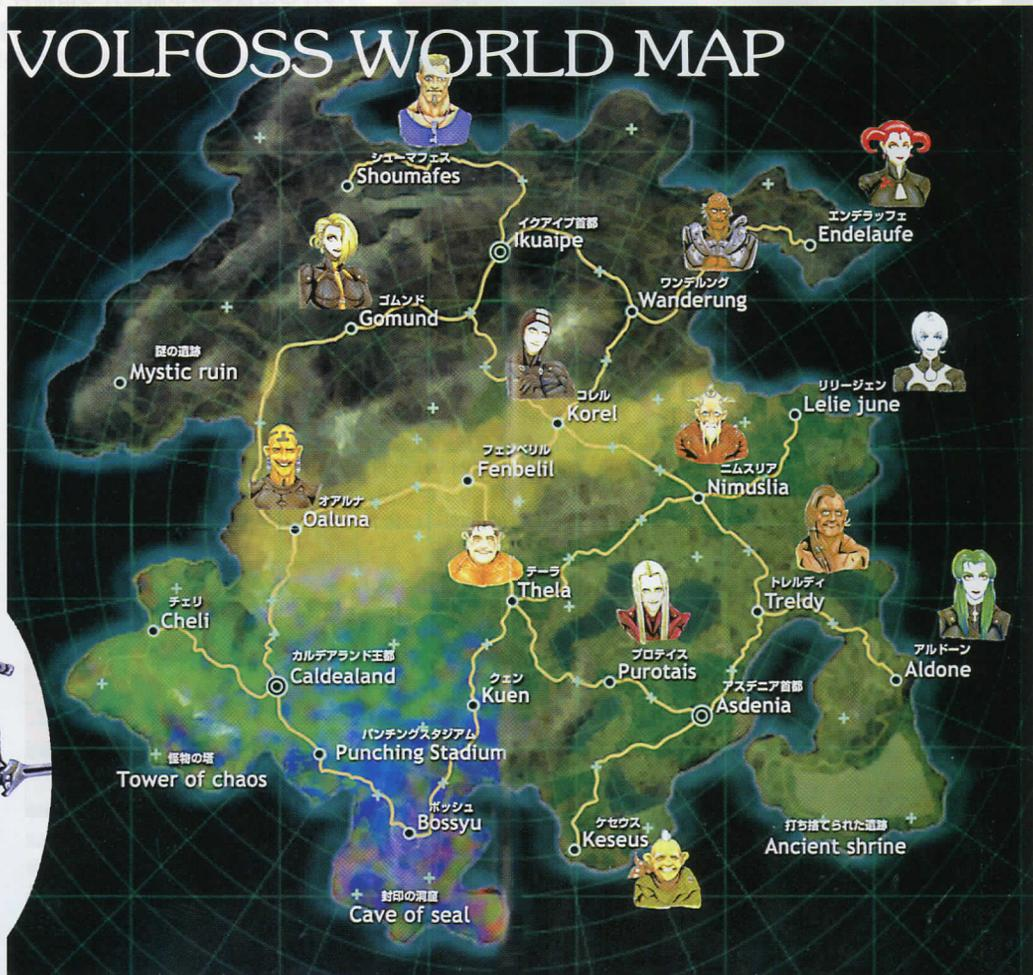 VOLFOSS WORLD MAP
シューマフェス
Shoumafes
エンデラッフェ
Endelaufe
イクアイプ首都
Ikuaipe
ワンデルング
Wanderung
ゴムンド
Gomund
謎の遺跡
Mystic ruin
コレル
Korel
リリージェン
Lelie june
フェンベリル
Fenbelil
ニムスリア
Nimuslia
オアルナ
Oaluna
テーラ
Thela
トレルディ
Treldy
チェリ
Cheli
カルデアランド王都
Caldealand
プロテイス
Purotais
アルドーン
Aldone
クェン
Kuen
アスデニア首都
Asdenia
パンチングスタジアム
Punching Stadium
怪物の塔
Tower of chaos
ボッシュ
Bossyu
ケセウス
Keseus
打ち捨てられた遺跡
Ancient shrine
封印の洞窟
Cave of seal